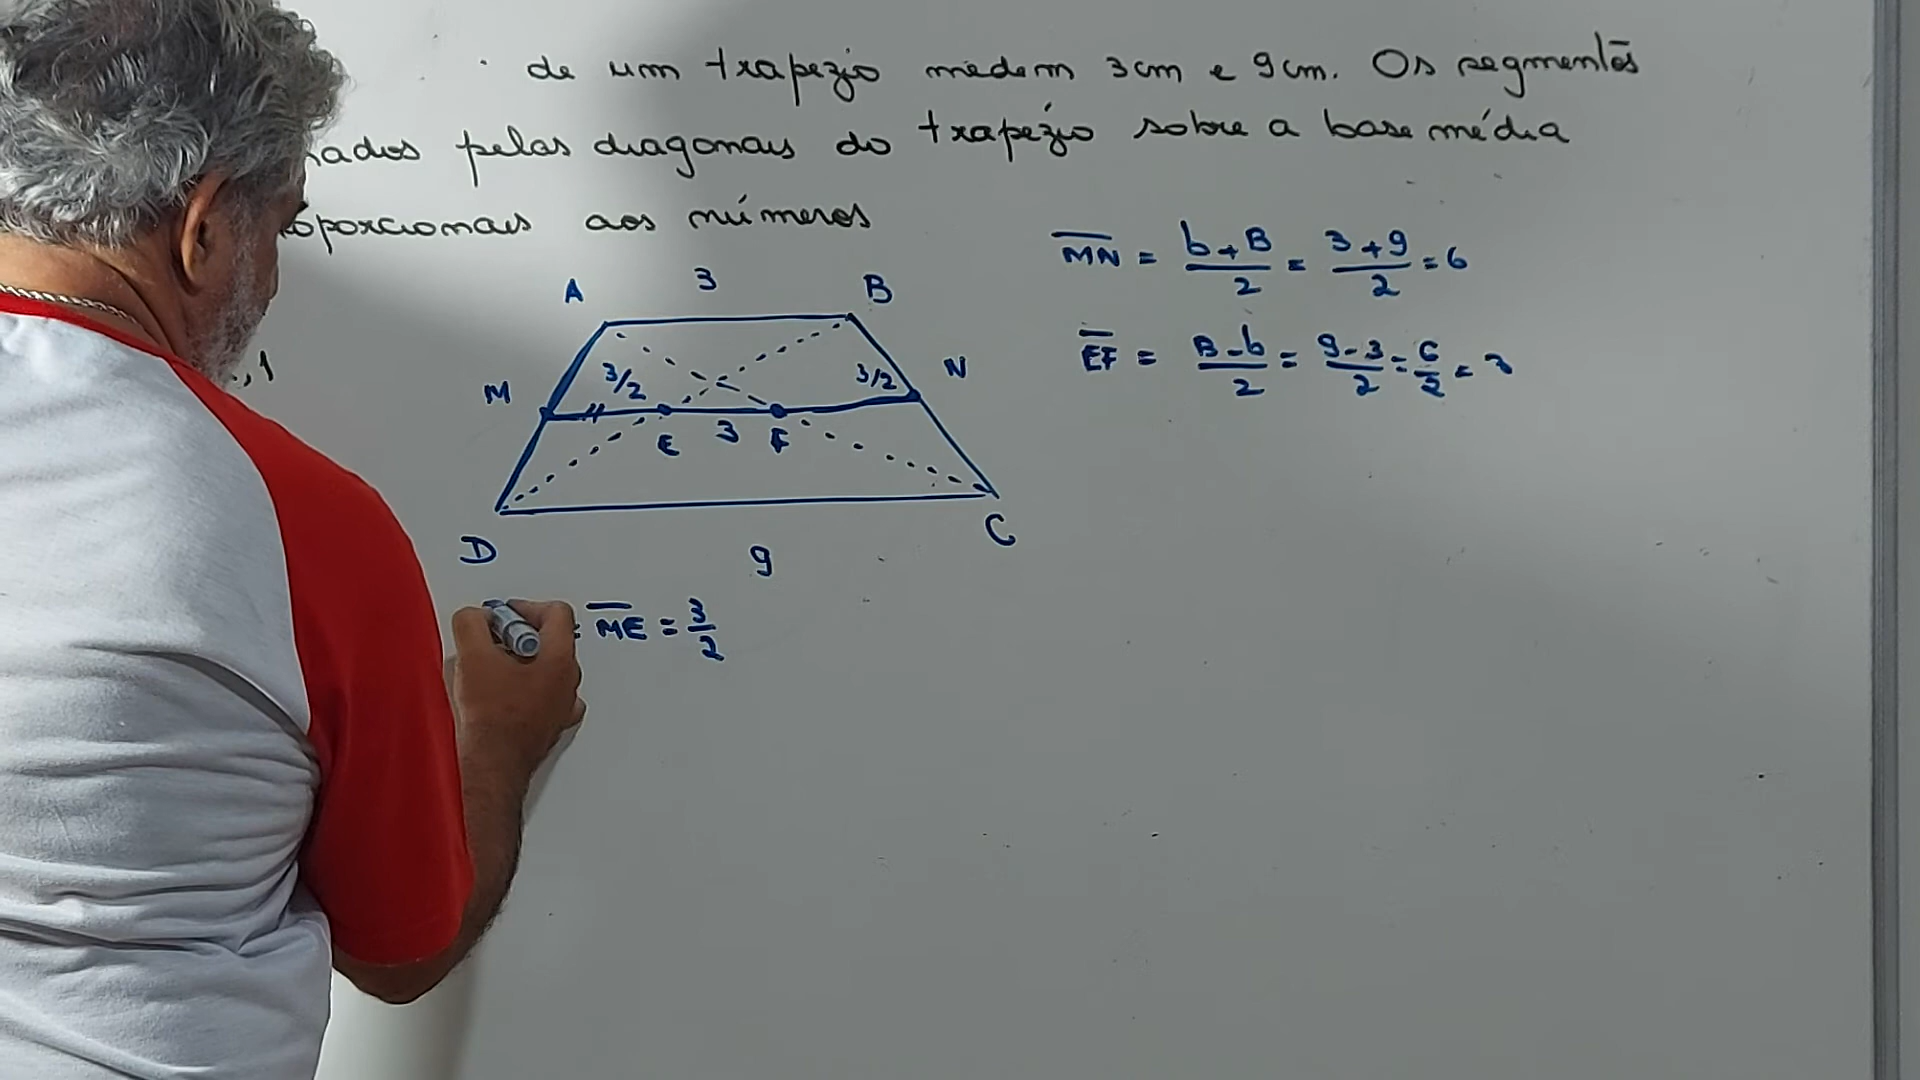 de um trapezio medem 3cm e 9cm. Os segmentos
pelas diagonais do trapézio sobre a base média
aos números
MN = b+B/2 = 3+9/2 = 6
EF = B-b/2 = 9-3/2 = 6/2 = 3
A 3 B
M 3/2 3/2 N
E 3 F
D 9 C
= ME = 3/2
, 1